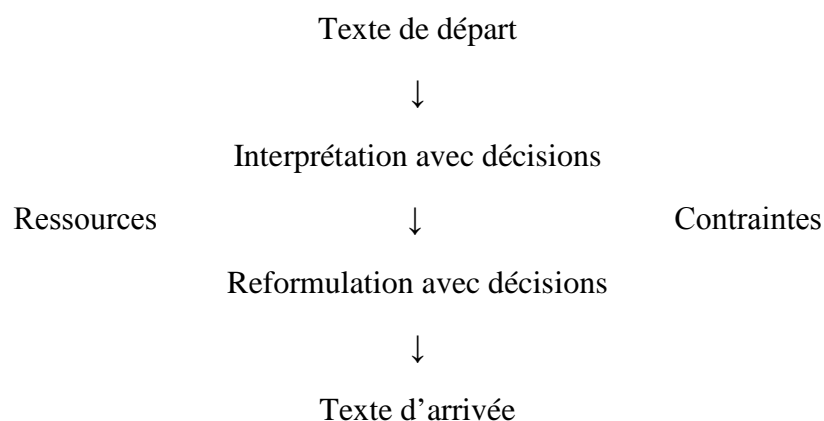 Texte de départ
↓
Interprétation avec décisions
Ressources ↓ Contraintes
Reformulation avec décisions
↓
Texte d'arrivée